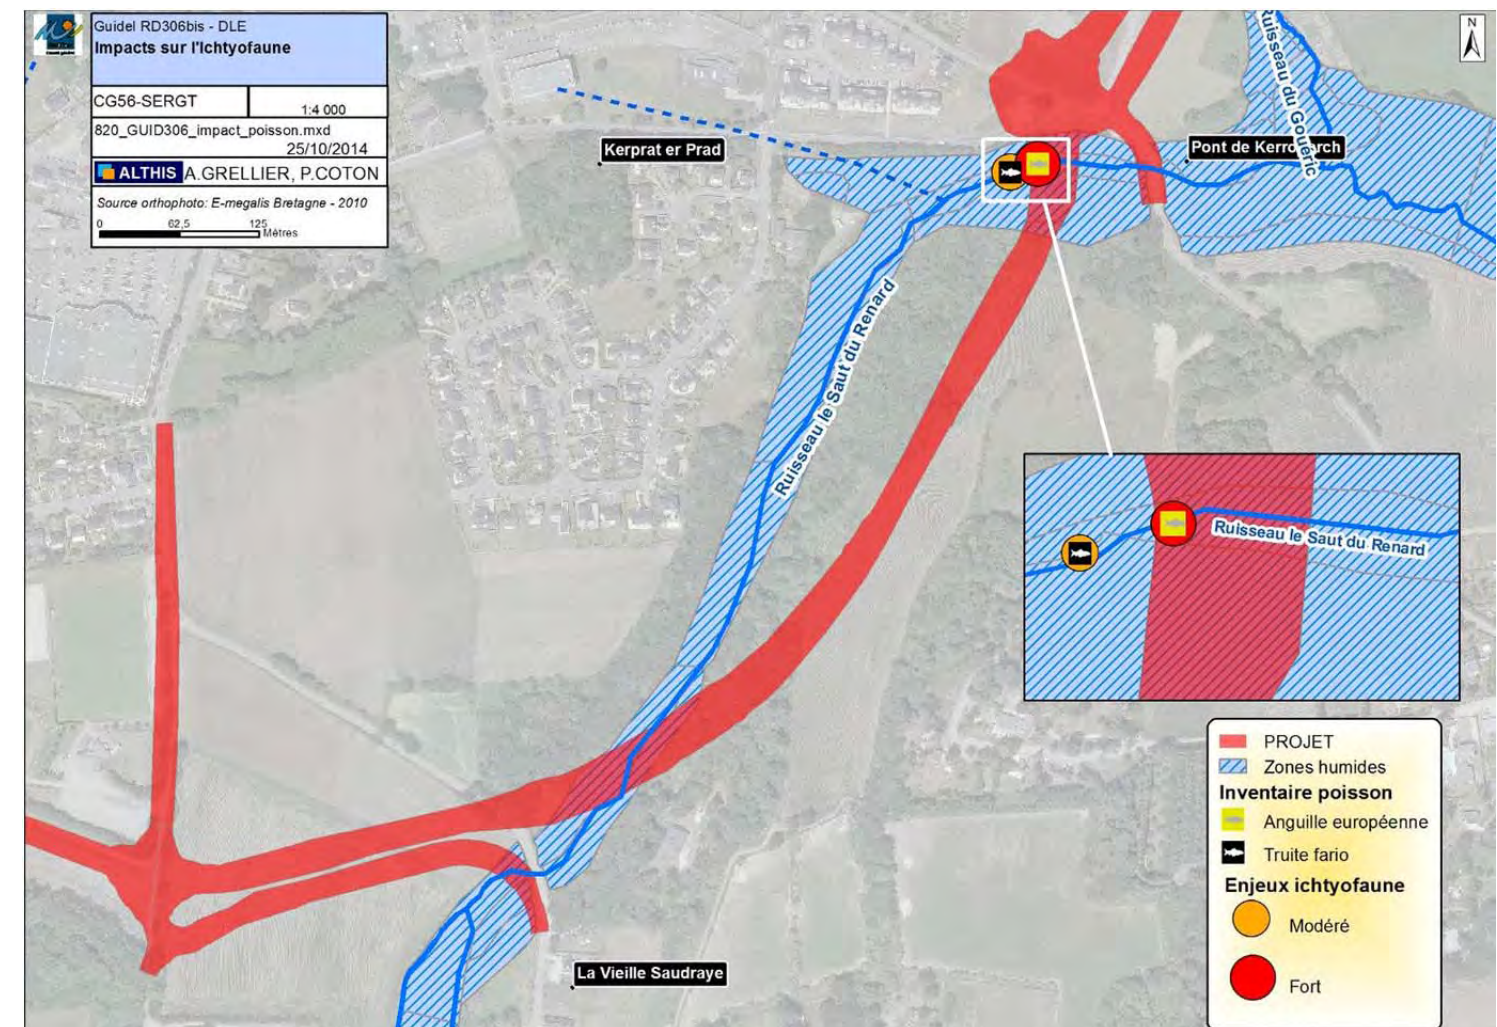 Guidel RD306bis - DLE
Impacts sur l'Ichtyofaune
CG56-SERGT
1:4 000
820_GUID306_impact_poisson.mxd
25/10/2014
ALTHIS A.GRELLIER, P.COTON
Source orthophoto: E-megalis Bretagne - 2010
0 62,5 125
Mètres
N
Kerprat er Prad
Pont de
Ruisseau du Gouéric
Ruisseau le Saut du Renard
Ruisseau le Saut du Renard
La Vieille Saudraye
PROJET
Zones humides
Inventaire poisson
Anguille européenne
Truite fario
Enjeux ichtyofaune
Modéré
Fort